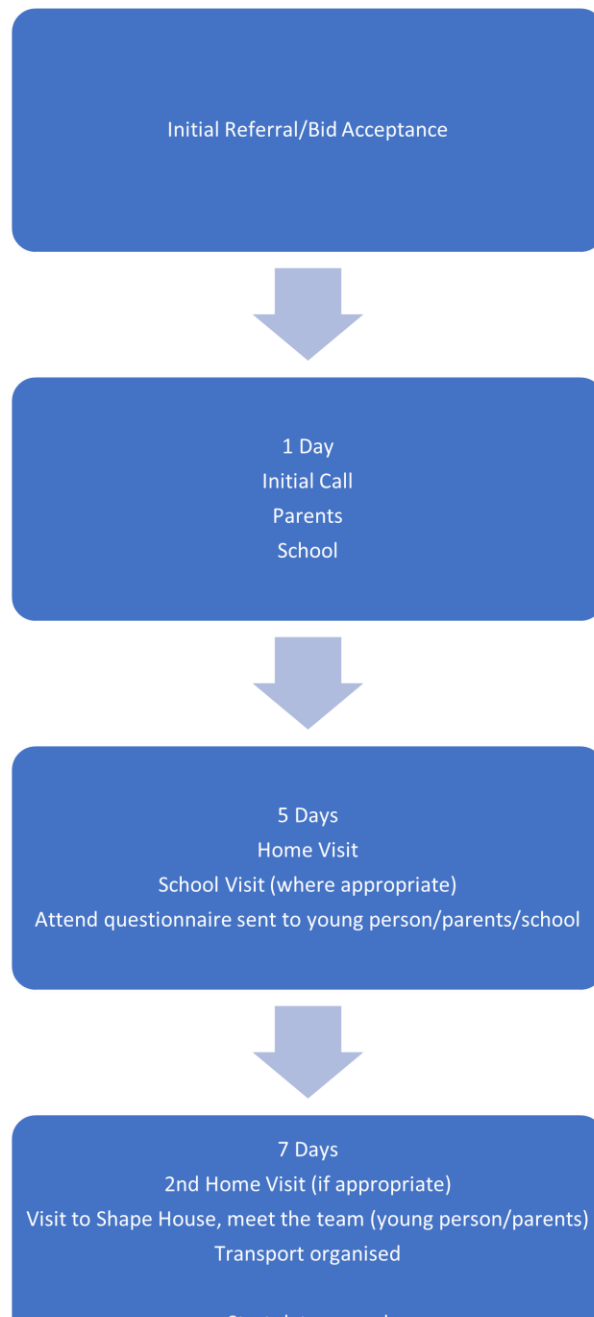 Initial Referral/Bid Acceptance
1 Day
Initial Call
Parents
School
5 Days
Home Visit
School Visit (where appropriate)
Attend questionnaire sent to young person/parents/school
7 Days
2nd Home Visit (if appropriate)
Visit to Shape House, meet the team (young person/parents)
Transport organised